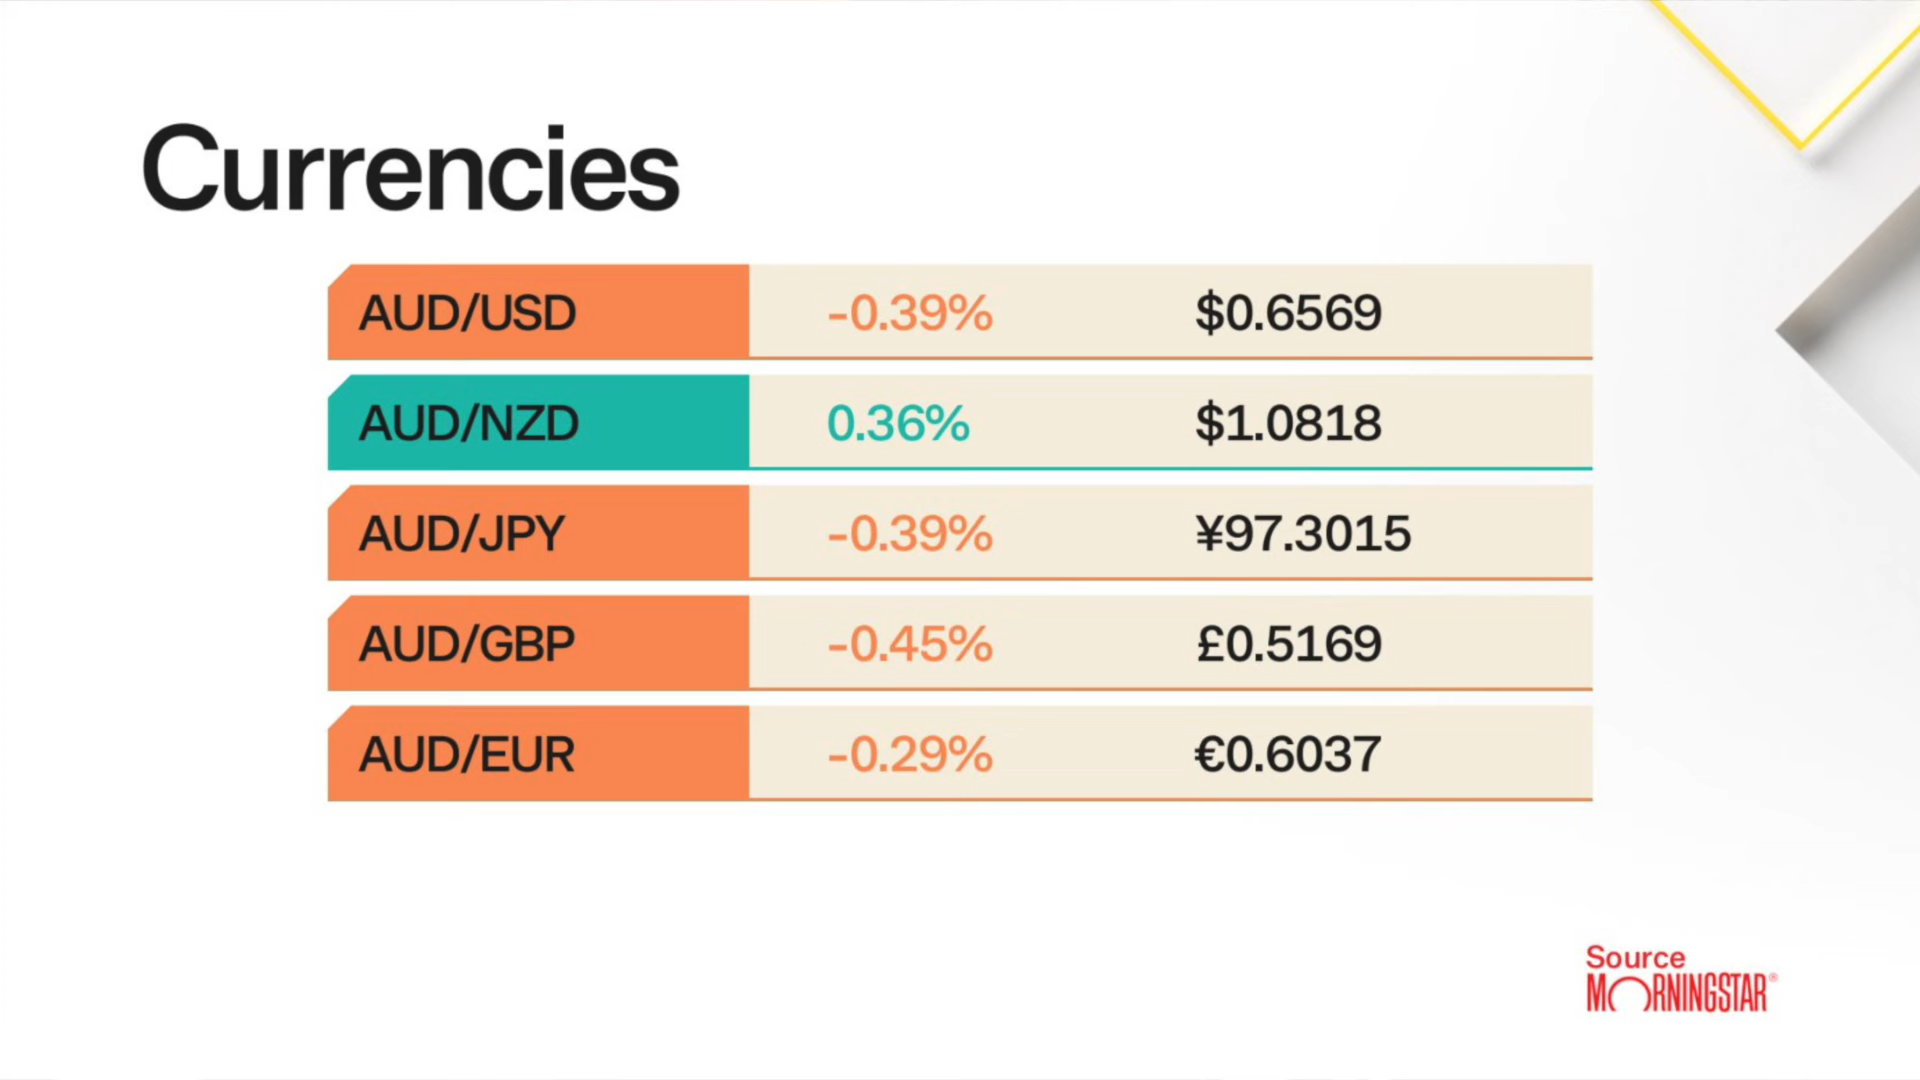 Currencies
AUD/USD -0.39% $0.6569
AUD/NZD 0.36% $1.0818
AUD/JPY -0.39% ¥97.3015
AUD/GBP -0.45% £0.5169
AUD/EUR -0.29% €0.6037
Source
MORNINGSTAR®